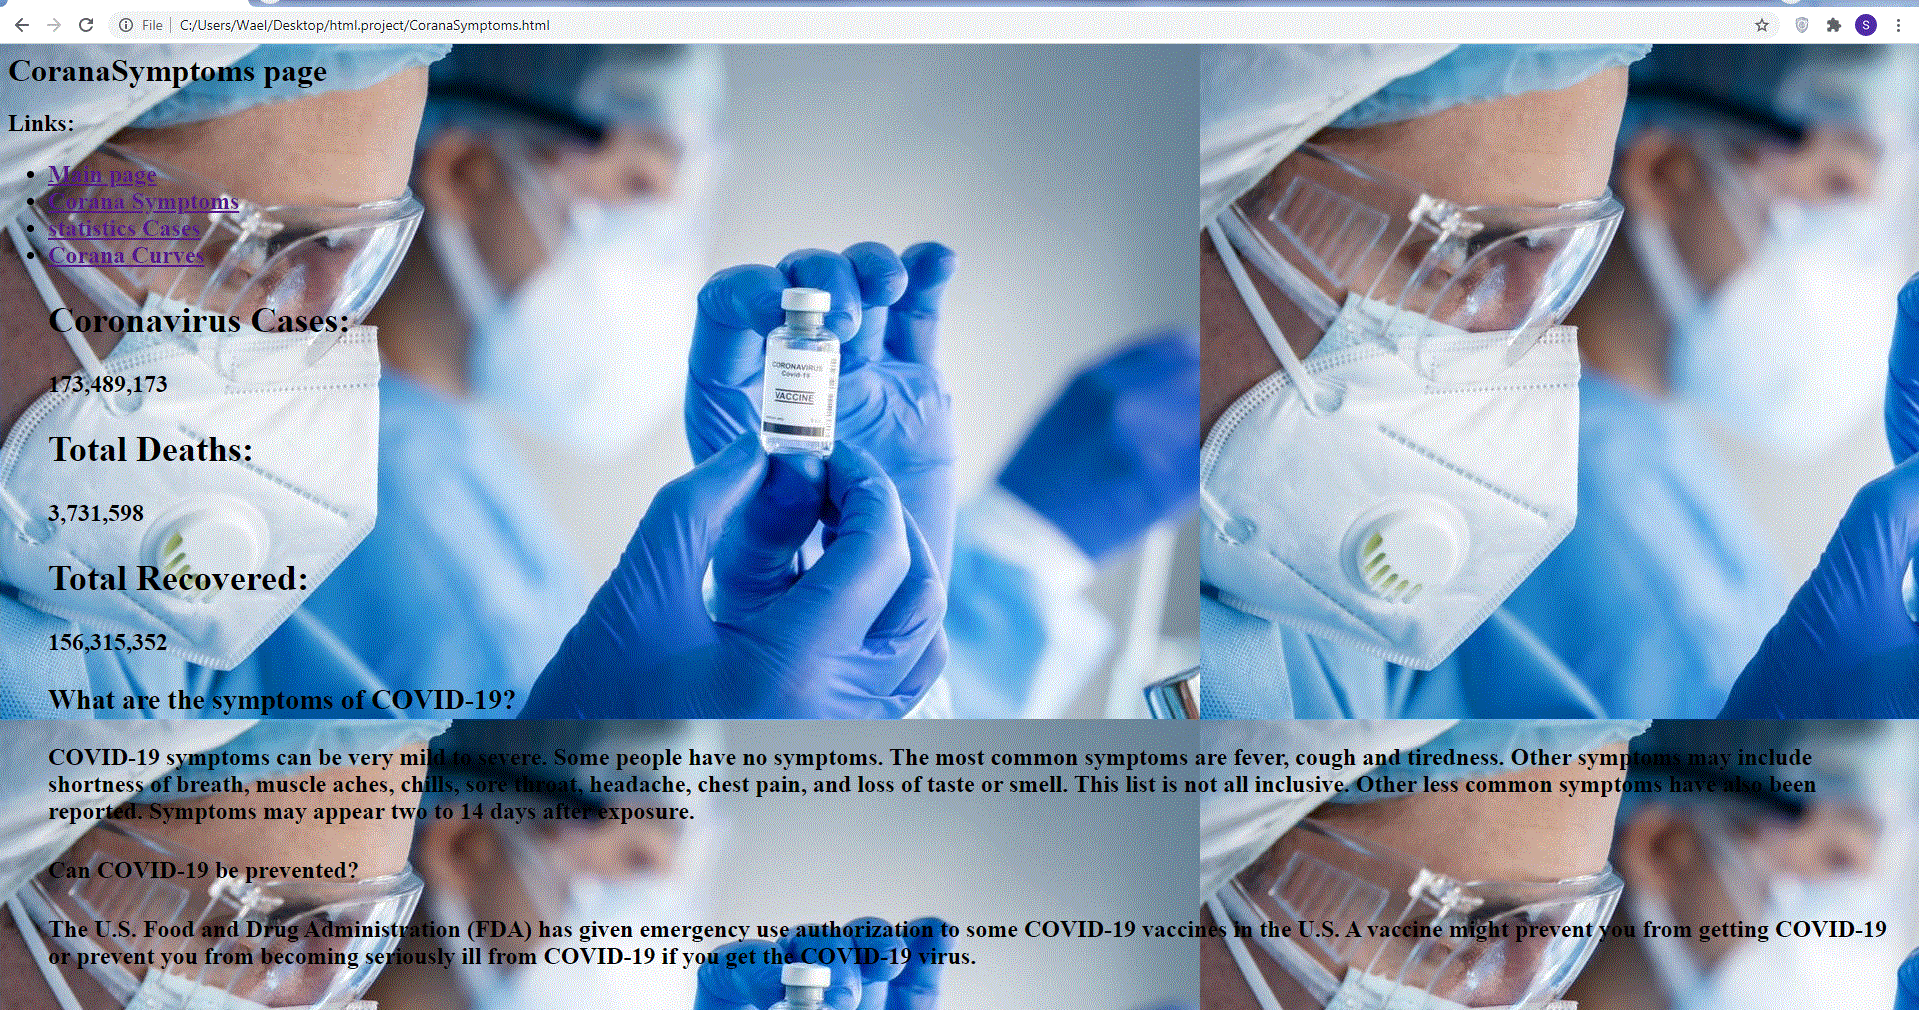 File
C:/Users/Wael/Desktop/html.project/CoranaSymptoms.html
S
CoranaSymptoms page
Links:
Main page
Corana Symptoms
statistics Cases
Corana Curves
Coronavirus Cases:
173,489,173
Total Deaths:
3,731,598
Total Recovered:
156,315,352
What are the symptoms of COVID-19?
COVID-19 symptoms can be very mild to severe. Some people have no symptoms. The most common symptoms are fever, cough and tiredness. Other symptoms may include
shortness of breath, muscle aches, chills, sore throat, headache, chest pain, and loss of taste or smell. This list is not all inclusive. Other less common symptoms have also been
reported. Symptoms may appear two to 14 days after exposure.
Can COVID-19 be prevented?
The U.S. Food and Drug Administration (FDA) has given emergency use authorization to some COVID-19 vaccines in the U.S. A vaccine might prevent you from getting COVID-19
or prevent you from becoming seriously ill from COVID-19 if you get the COVID-19 virus.
CORONAVIRUS
Covid-19
VACCINE